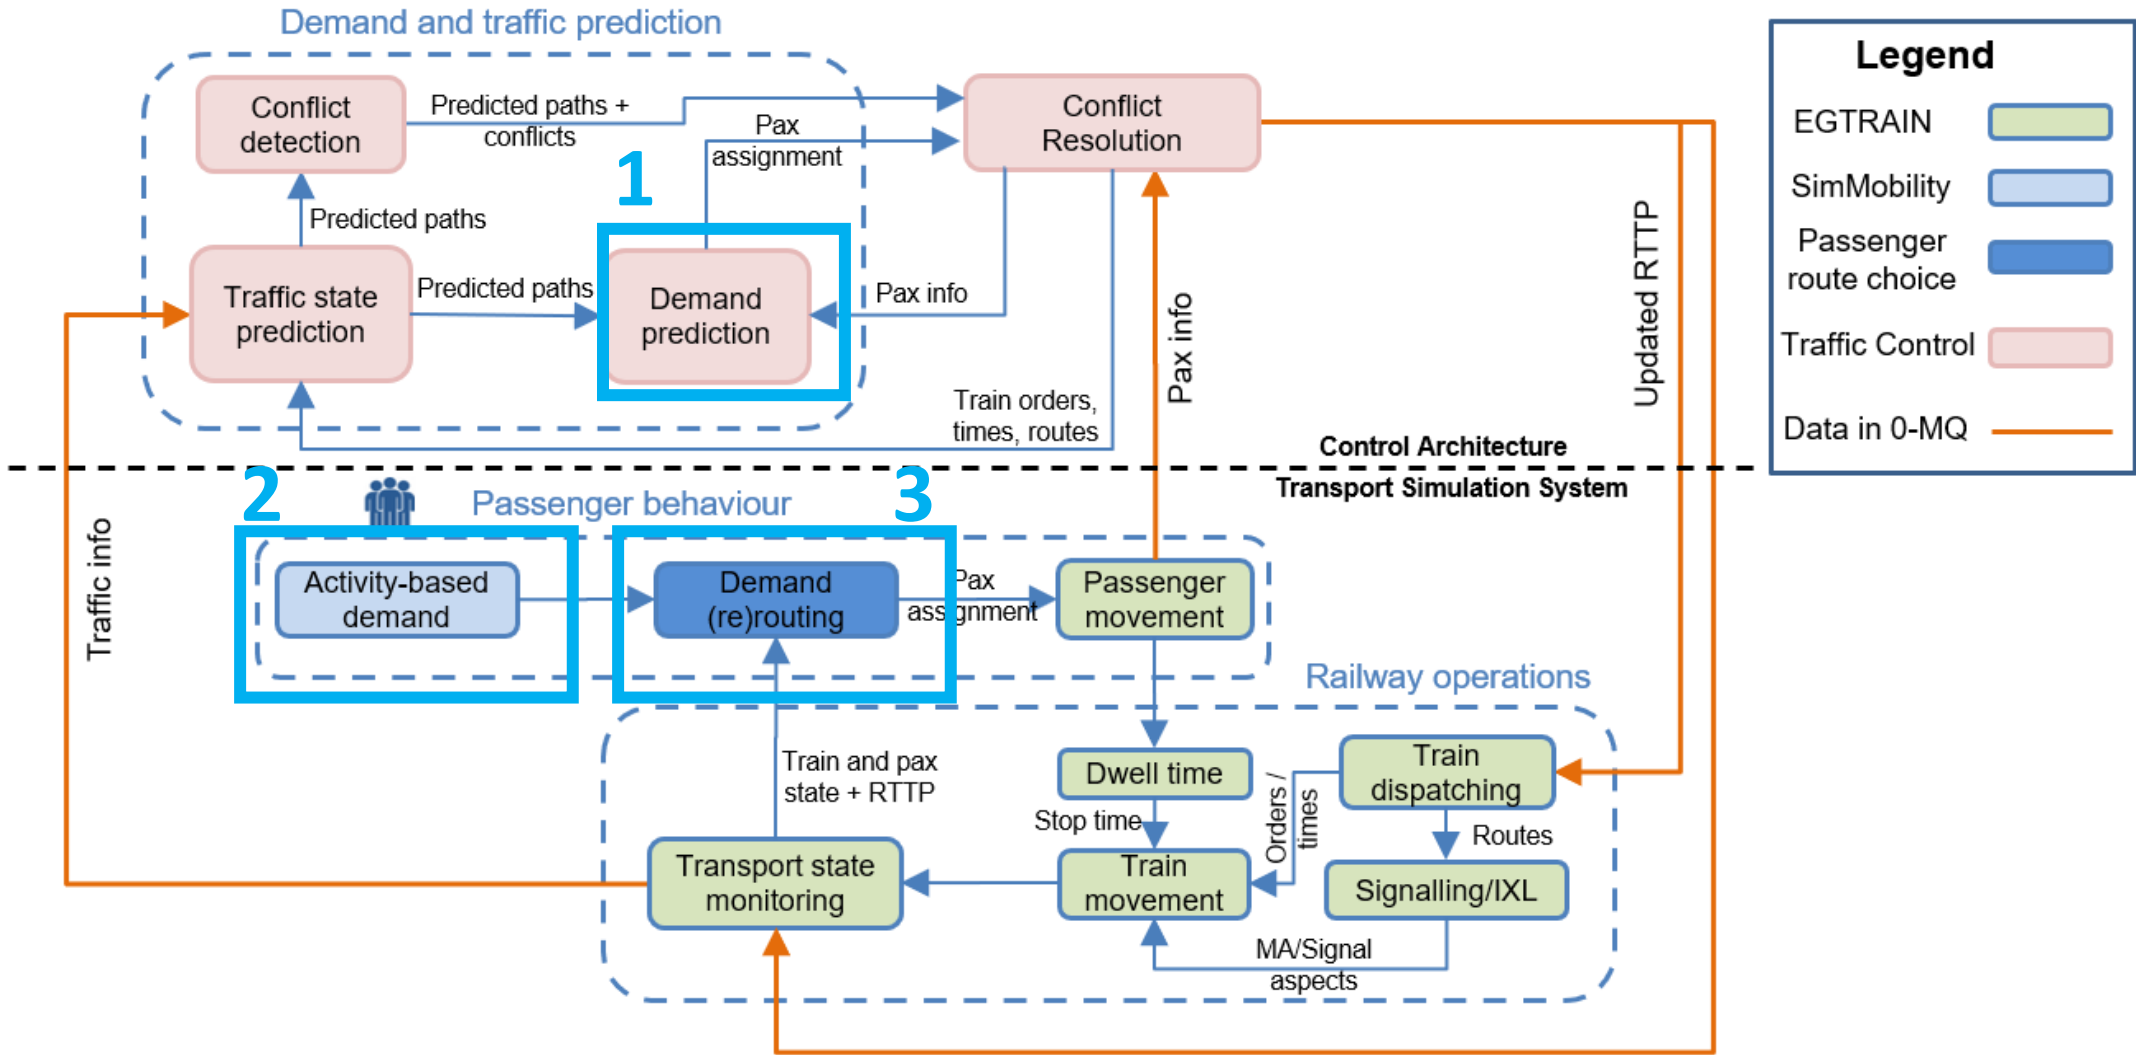 Demand and traffic prediction
Conflict
detection
Predicted paths +
conflicts
Pax
assignment
Conflict
Resolution
1
Predicted paths
Traffic state
prediction
Predicted paths
Demand
prediction
Pax info
Train orders,
times, routes
Pax info
Updated RTTP
Control Architecture
Transport Simulation System
Legend
EGTRAIN
SimMobility
Passenger
route choice
Traffic Control
Data in 0-MQ
Traffic info
2
Passenger behaviour
3
Activity-based
demand
Demand
(re)routing
Pax
assignment
Passenger
movement
Railway operations
Train and pax
state + RTTP
Dwell time
Stop time
Orders /
times
Train
dispatching
Routes
Transport state
monitoring
Train
movement
Signalling/IXL
MA/Signal
aspects